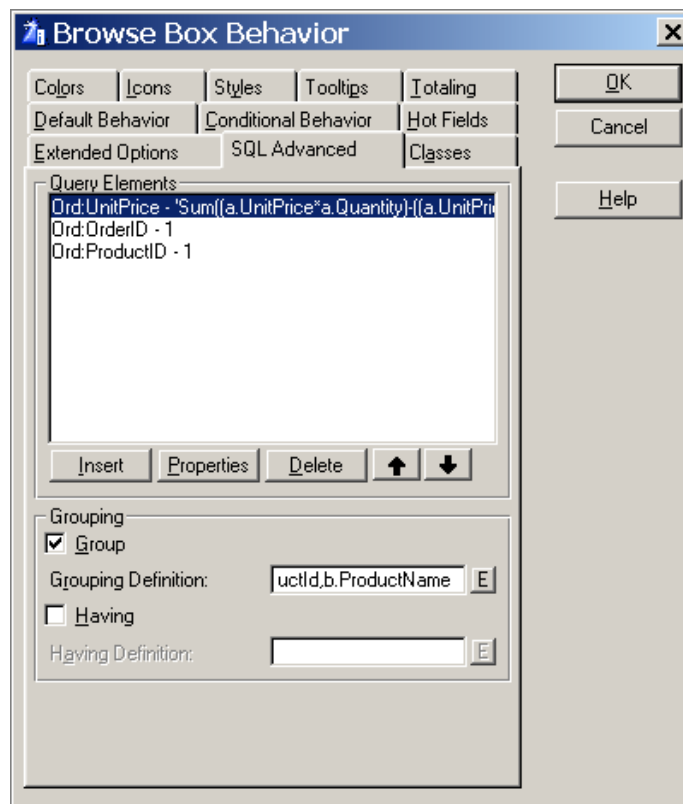 Browse Box Behavior
Colors Icons Styles Tooltips Totaling
Default Behavior Conditional Behavior Hot Fields
Extended Options SQL Advanced Classes
OK
Cancel
Help
Query Elements
Ord:UnitPrice - 'Sum((a.UnitPrice*a.Quantity)-((a.UnitPri
Ord:OrderID - 1
Ord:ProductID - 1
Insert Properties Delete
Grouping
Group
Grouping Definition: uctId,b.ProductName E
Having
Having Definition: E